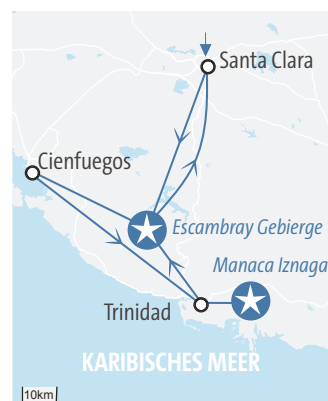 Santa Clara
Cienfuegos
Escambray Gebierge
Manaca Iznaga
Trinidad
KARIBISCHES MEER
10km